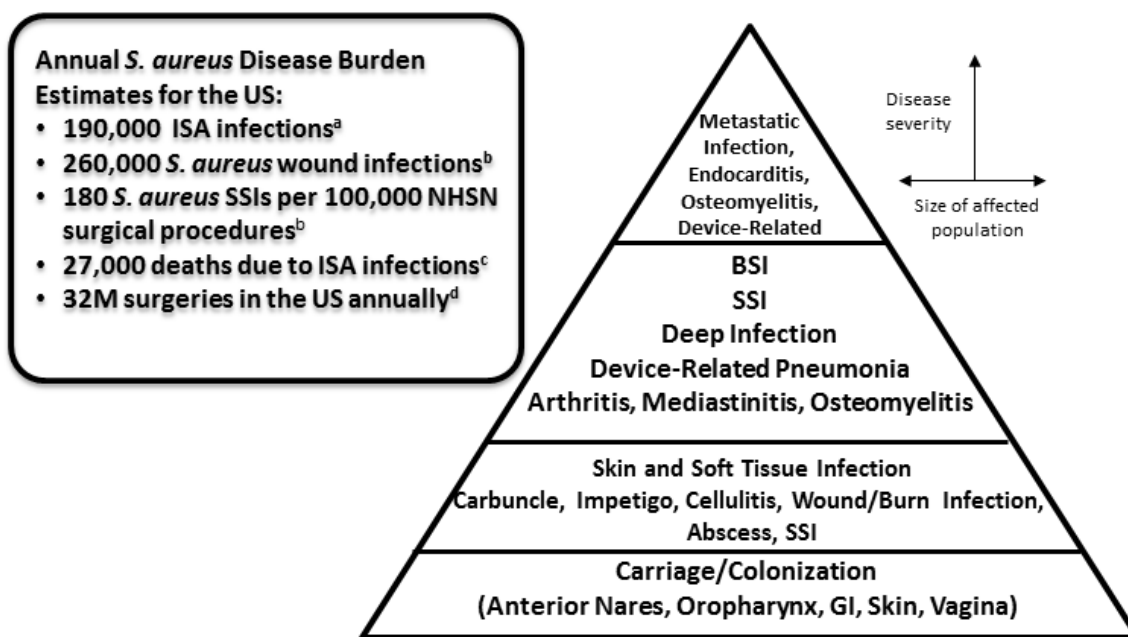 Annual S. aureus Disease Burden
Estimates for the US:
• 190,000 ISA infectionsᵃ
• 260,000 S. aureus wound infectionsᵇ
• 180 S. aureus SSIs per 100,000 NHSN
surgical proceduresᵇ
• 27,000 deaths due to ISA infectionsᶜ
• 32M surgeries in the US annuallyᵈ
Disease
severity
Size of affected
population
Metastatic
Infection,
Endocarditis,
Osteomyelitis,
Device-Related
BSI
SSI
Deep Infection
Device-Related Pneumonia
Arthritis, Mediastinitis, Osteomyelitis
Skin and Soft Tissue Infection
Carbuncle, Impetigo, Cellulitis, Wound/Burn Infection,
Abscess, SSI
Carriage/Colonization
(Anterior Nares, Oropharynx, GI, Skin, Vagina)